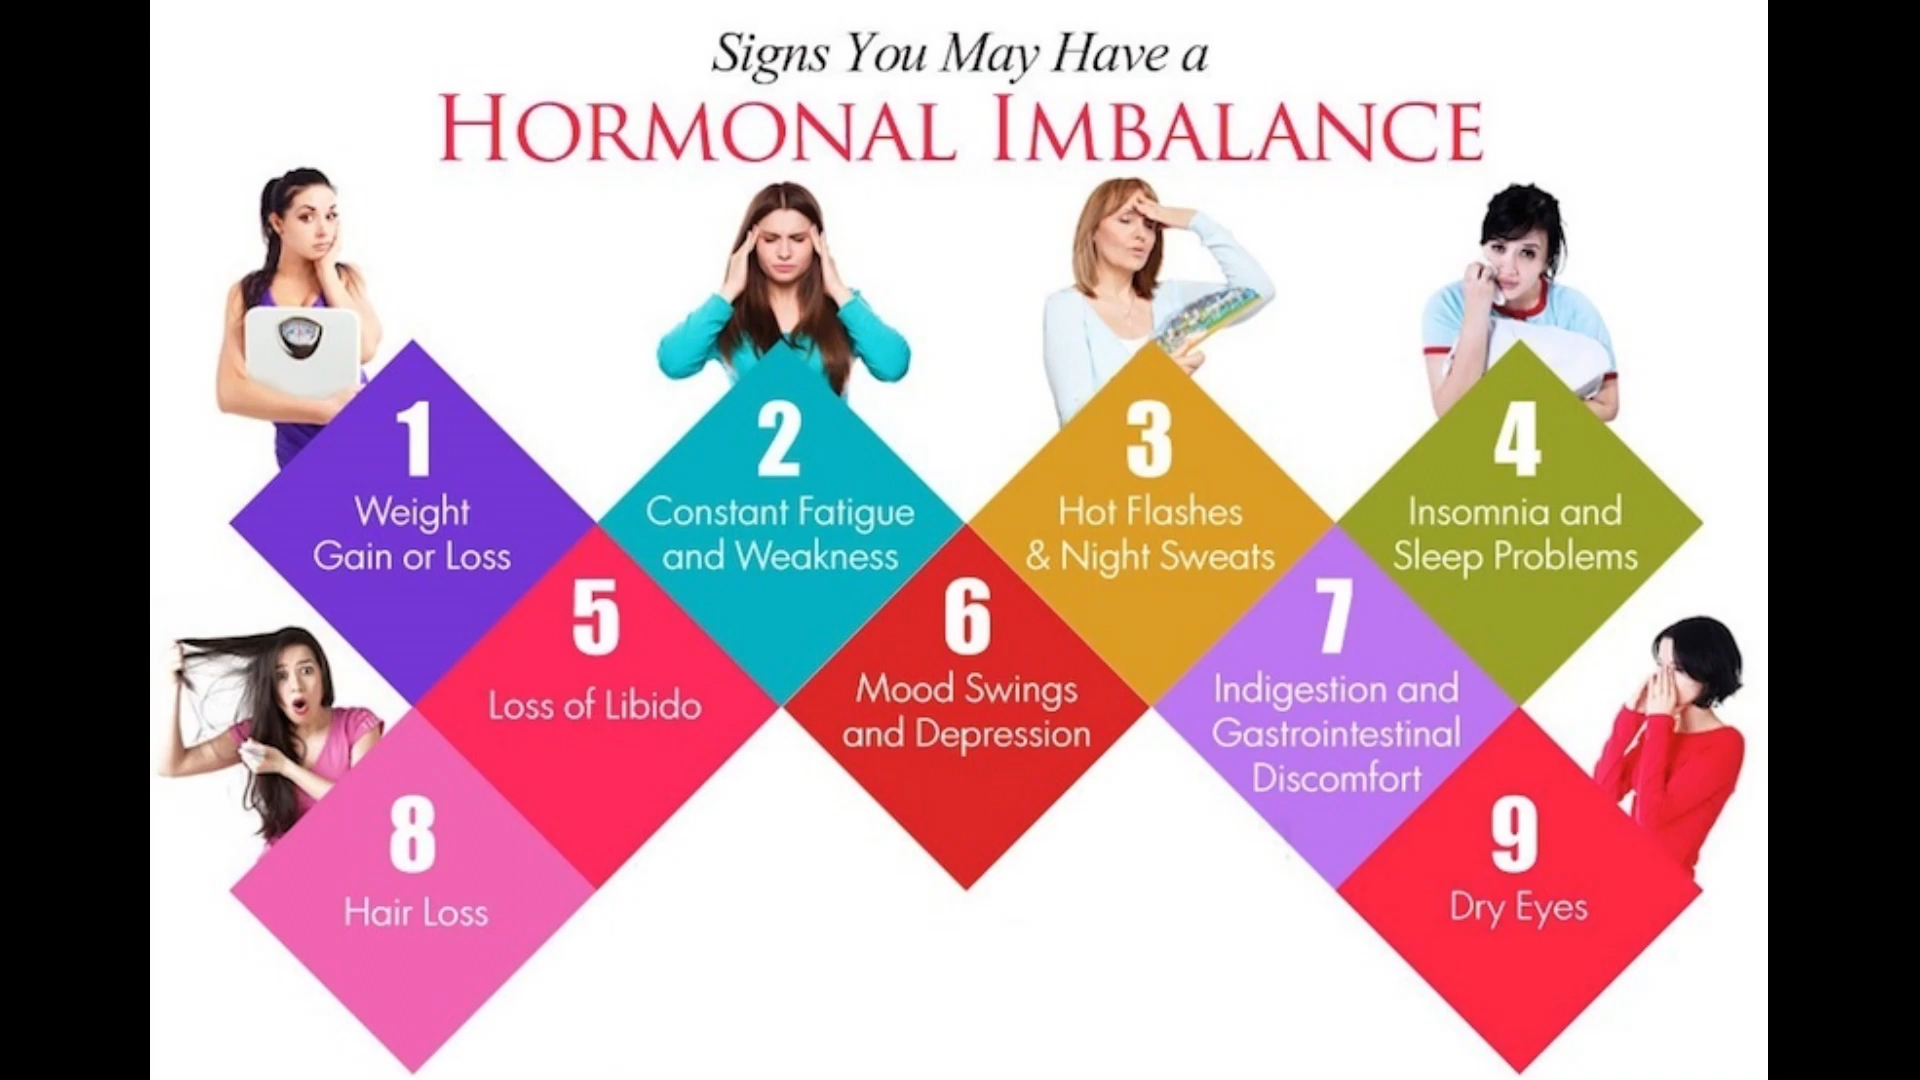 Signs You May Have a
HORMONAL IMBALANCE
1
Weight
Gain or Loss
2
Constant Fatigue
and Weakness
3
Hot Flashes
& Night Sweats
4
Insomnia and
Sleep Problems
5
Loss of Libido
6
Mood Swings
and Depression
7
Indigestion and
Gastrointestinal
Discomfort
8
Hair Loss
9
Dry Eyes